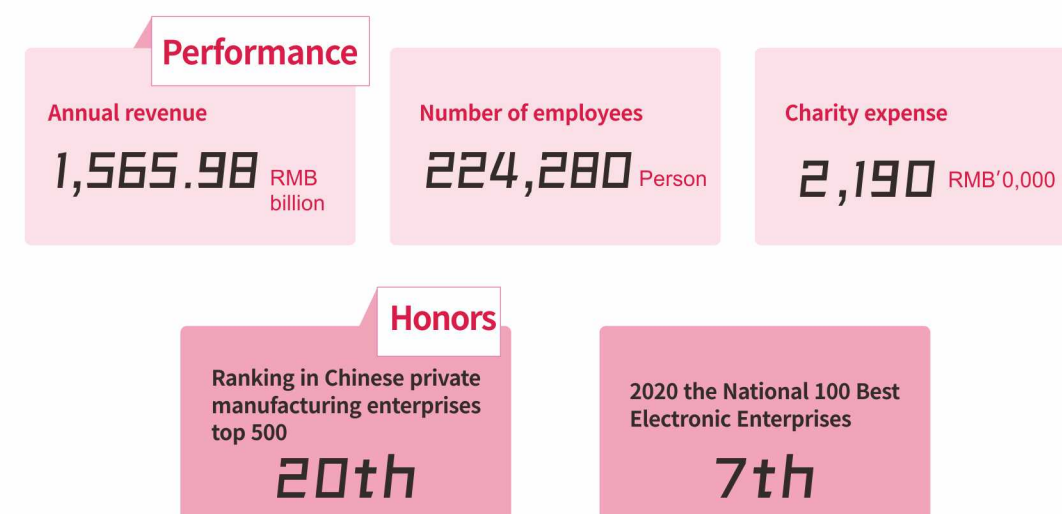 Performance
Annual revenue
1,565.98 RMB
billion
Number of employees
224,280 Person
Charity expense
2,190 RMB'0,000
Honors
Ranking in Chinese private
manufacturing enterprises
top 500
20th
2020 the National 100 Best
Electronic Enterprises
7th